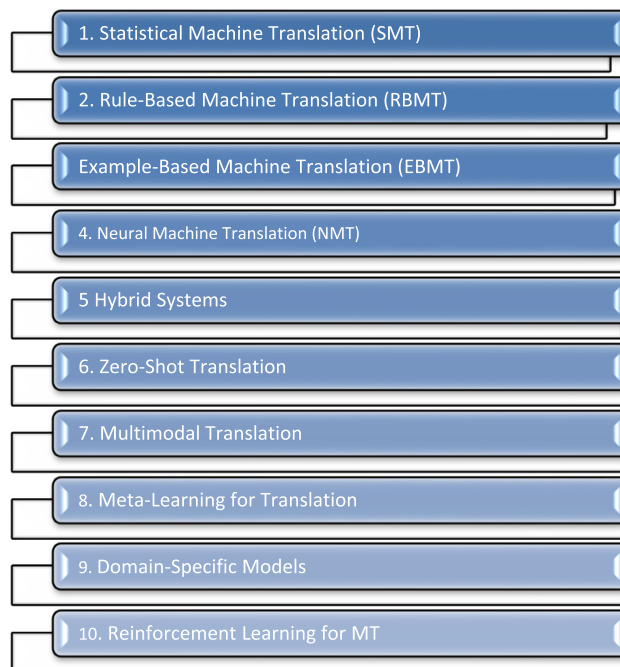 1. Statistical Machine Translation (SMT)
2. Rule-Based Machine Translation (RBMT)
Example-Based Machine Translation (EBMT)
4. Neural Machine Translation (NMT)
5 Hybrid Systems
6. Zero-Shot Translation
7. Multimodal Translation
8. Meta-Learning for Translation
9. Domain-Specific Models
10. Reinforcement Learning for MT